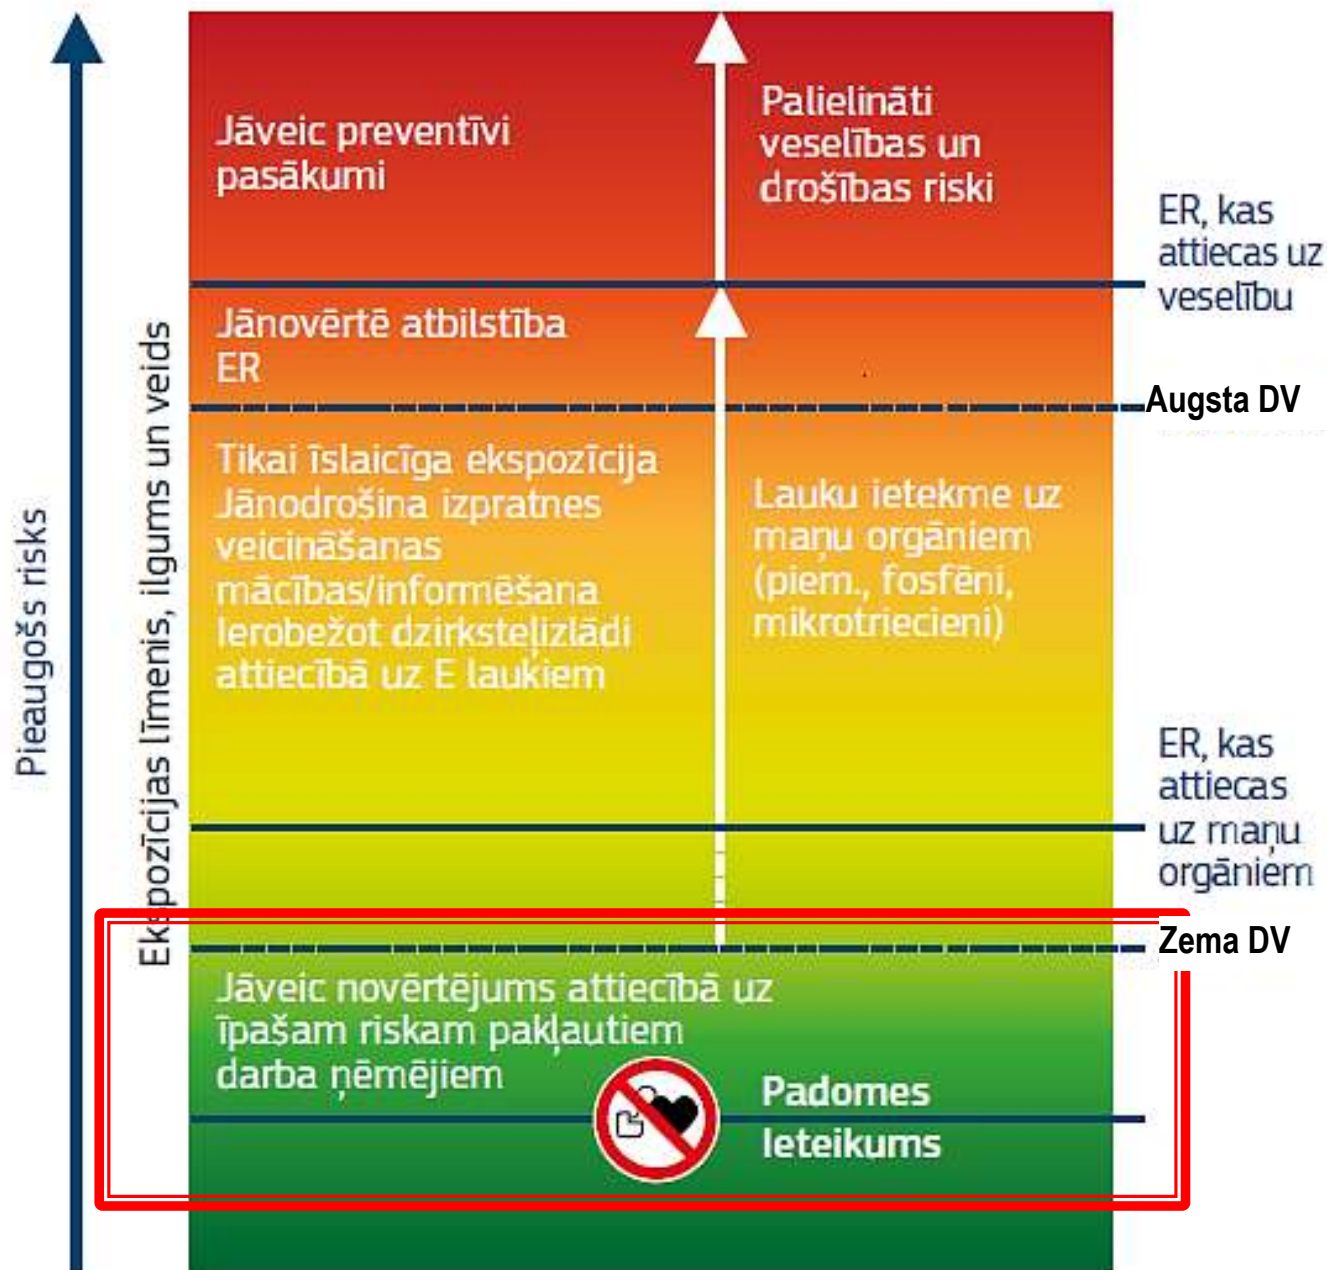 Pieaugošs risks
Ekspozīcijas līmenis, ilgums un veids
Jāveic preventīvi
pasākumi
Palielināti
veselības un
drošības riski
ER, kas
attiecas uz
veselību
Jānovērtē atbilstība
ER
Augsta DV
Tikai īslaicīga ekspozīcija
Jānodrošina izpratnes
veicināšanas
mācības/informēšana
Ierobežot dzirksteļizlādi
attiecībā uz E laukiem
Lauku ietekme uz
maņu orgāniem
(piem., fosfēni,
mikrotriecieni)
ER, kas
attiecas
uz maņu
orgāniem
Zema DV
Jāveic novērtējums attiecībā uz
īpašam riskam pakļautiem
darba ņēmējiem
Padomes
Ieteikums